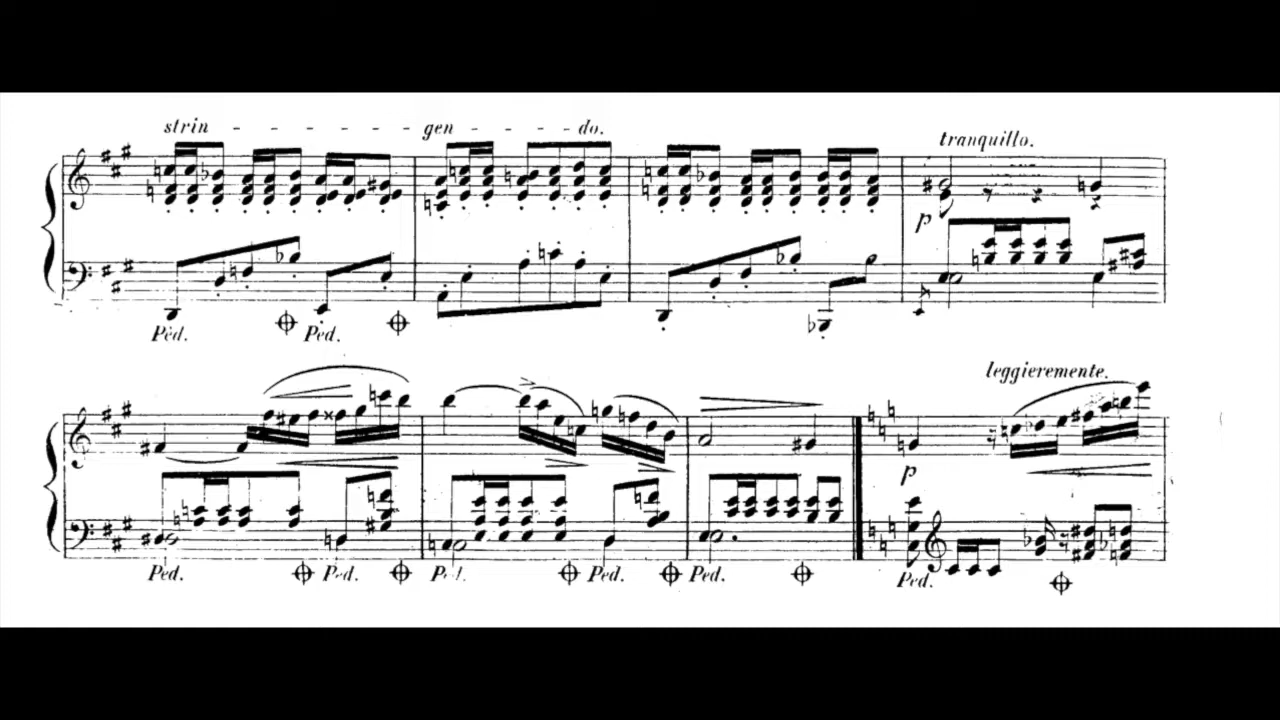 strin - - - - - - gen - - - - do.
tranquillo.
p
Ped. Ped.
leggieremente.
p
Ped. Ped. Ped. Ped. Ped. Ped.